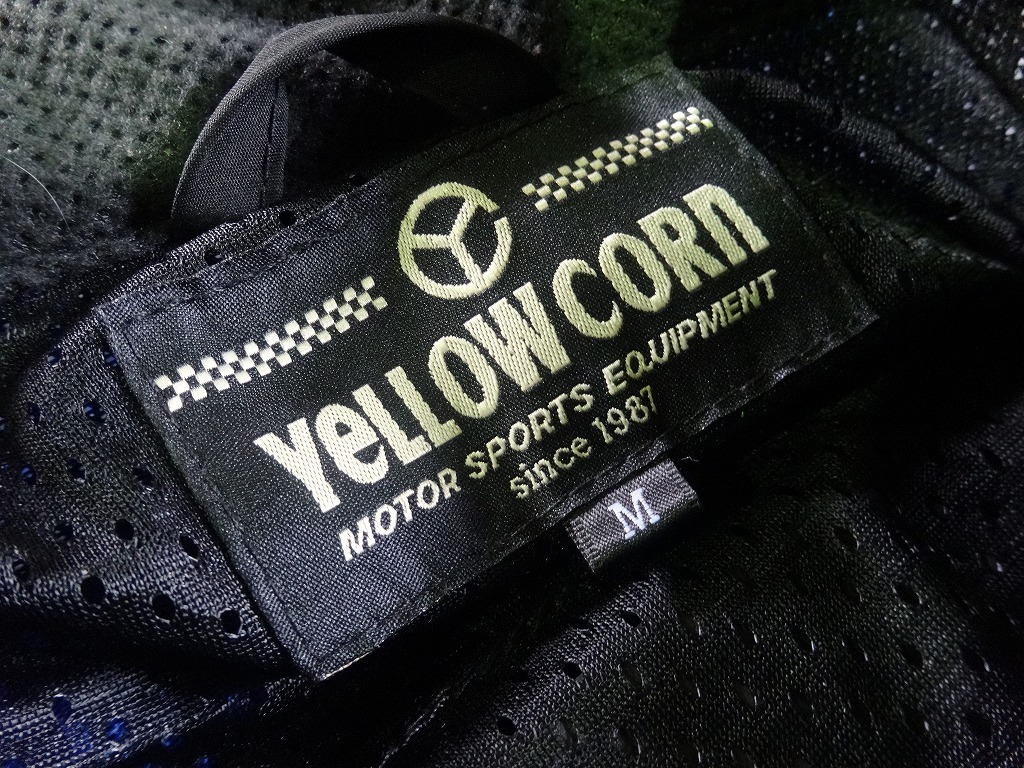 YeLLOW CORn
MOTOR SPORTS EQUIPMENT
since 1987
M